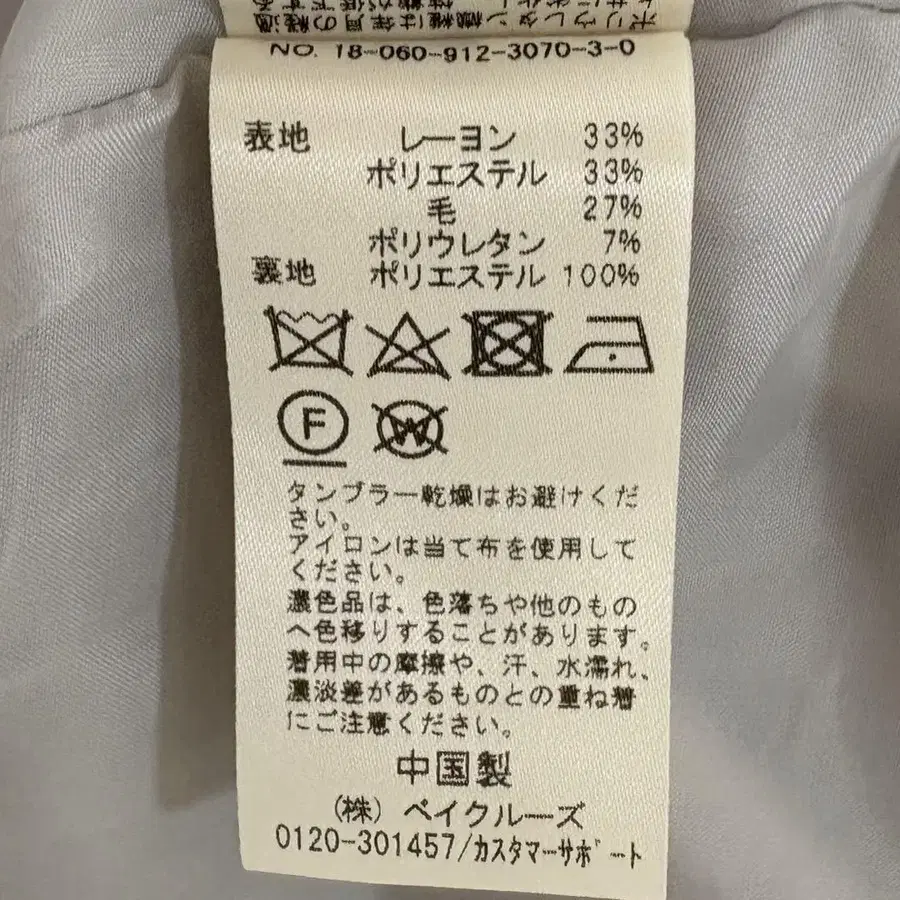 NO. 18-060-912-3070-3-0
表地 レーヨン 33%
ポリエステル 33%
毛 27%
ポリウレタン 7%
裏地 ポリエステル 100%
F
W
タンブラー乾燥はお避けくだ
さい。
アイロンは当て布を使用して
ください。
濃色品は、色落ちや他のもの
へ色移りすることがあります。
着用中の摩擦や、汗、水濡れ、
濃淡差があるものとの重ね着
にご注意ください。
中国製
(株) ベイクルーズ
0120-301457/カスタマーサポート